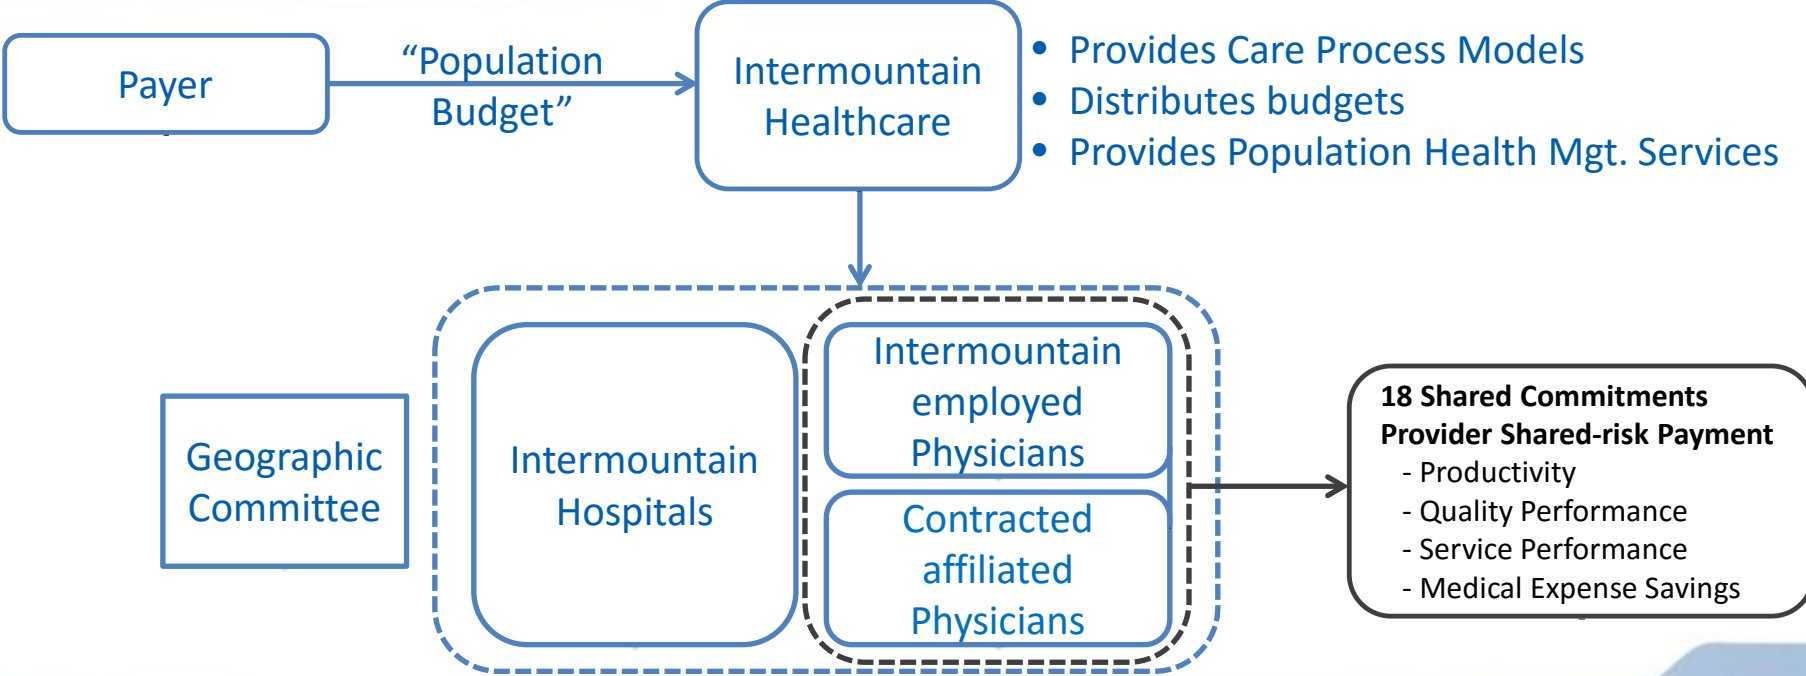 Payer
“Population
Budget”
Intermountain
Healthcare
• Provides Care Process Models
• Distributes budgets
• Provides Population Health Mgt. Services
Geographic
Committee
Intermountain
Hospitals
Intermountain
employed
Physicians
Contracted
affiliated
Physicians
18 Shared Commitments
Provider Shared-risk Payment
- Productivity
- Quality Performance
- Service Performance
- Medical Expense Savings